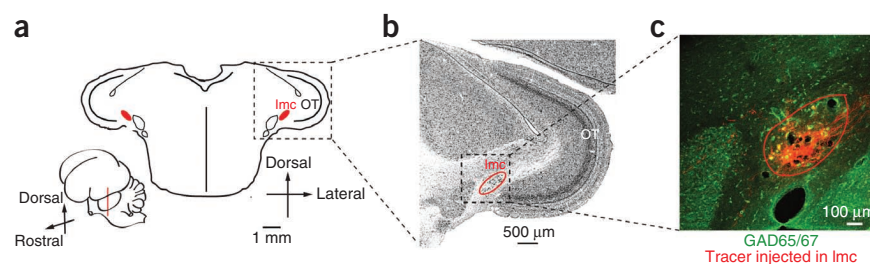 a
Imc OT
Dorsal
Lateral
1 mm
Dorsal
Rostral
b
OT
Imc
500 μm
c
100 μm
GAD65/67
Tracer injected in Imc